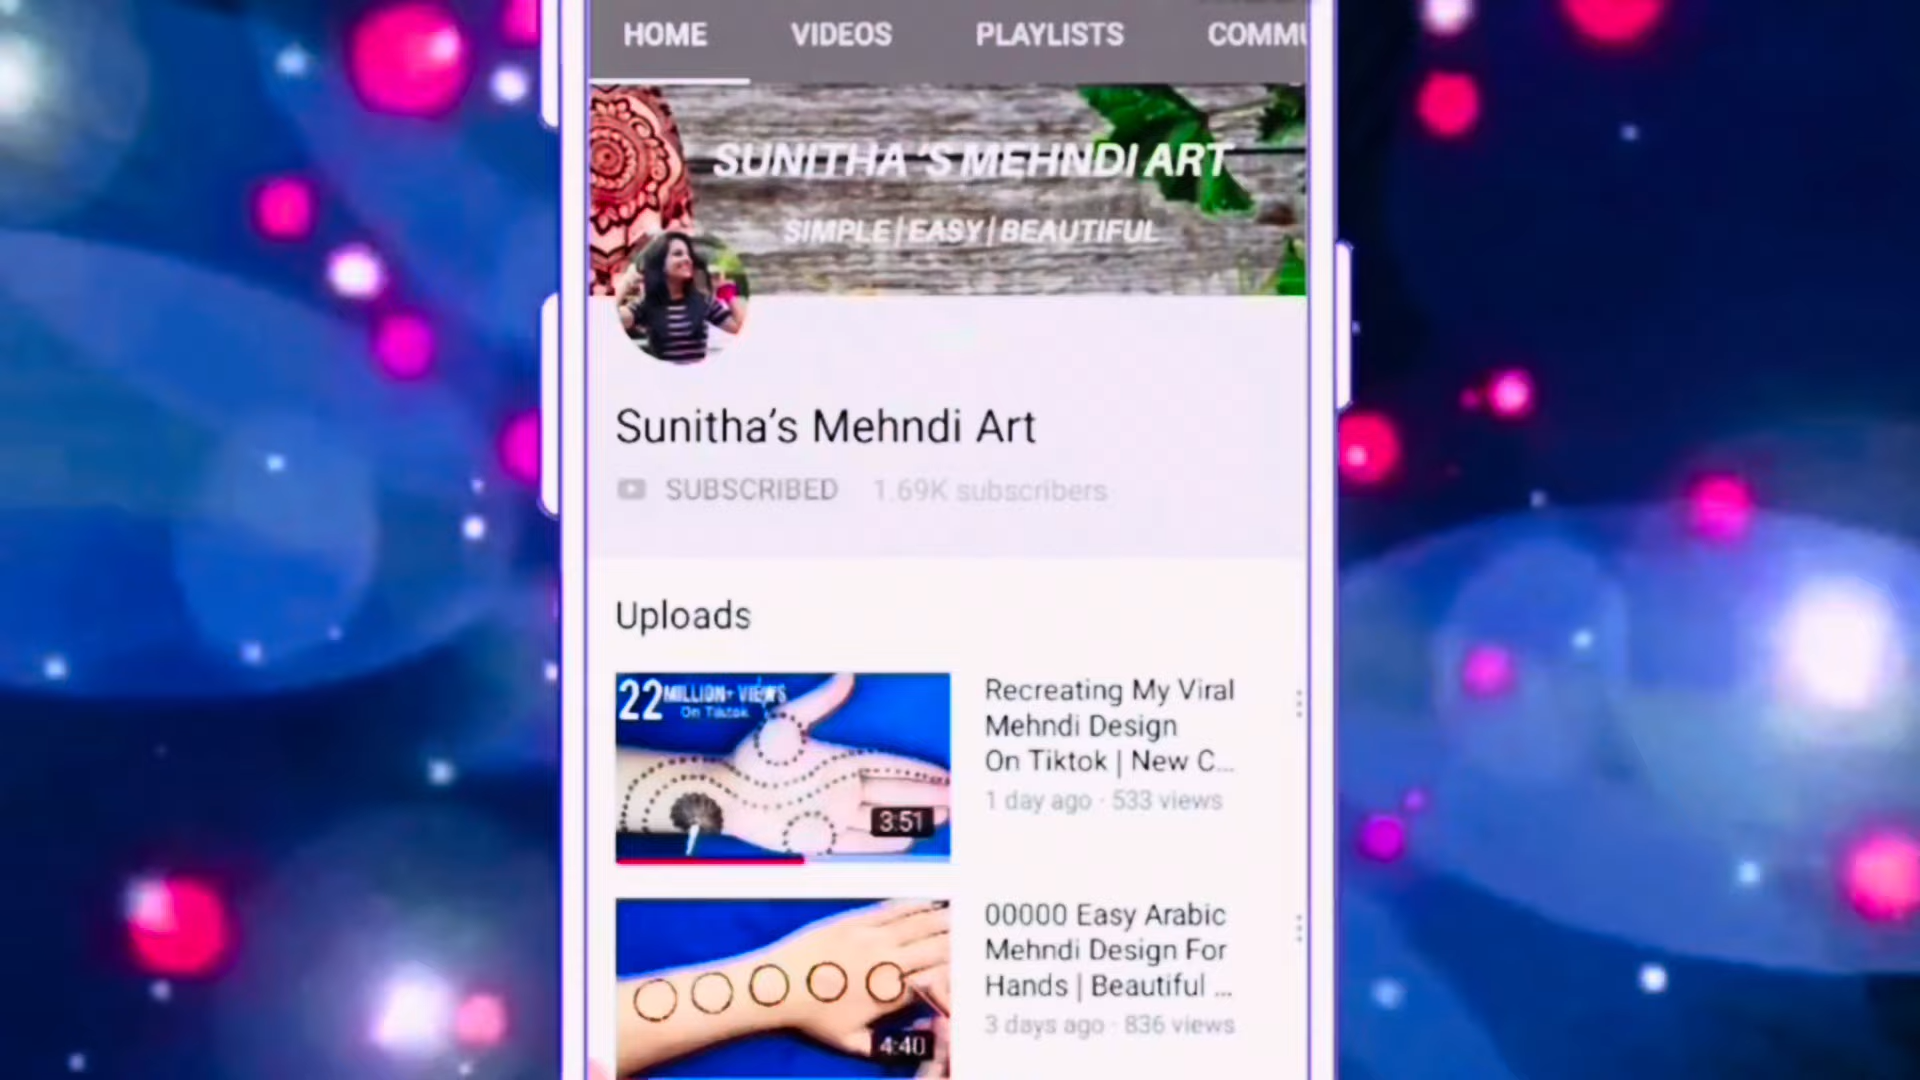 HOME VIDEOS PLAYLISTS COMMU
SUNITHA 'S MEHNDI ART
SIMPLE | EASY | BEAUTIFUL
Sunitha's Mehndi Art
SUBSCRIBED 1.69K subscribers
Uploads
22 MILLION+ VIEWS
On Tiktok
3:51
Recreating My Viral
Mehndi Design
On Tiktok | New C...
1 day ago · 533 views
4:40
00000 Easy Arabic
Mehndi Design For
Hands | Beautiful ...
3 days ago · 836 views